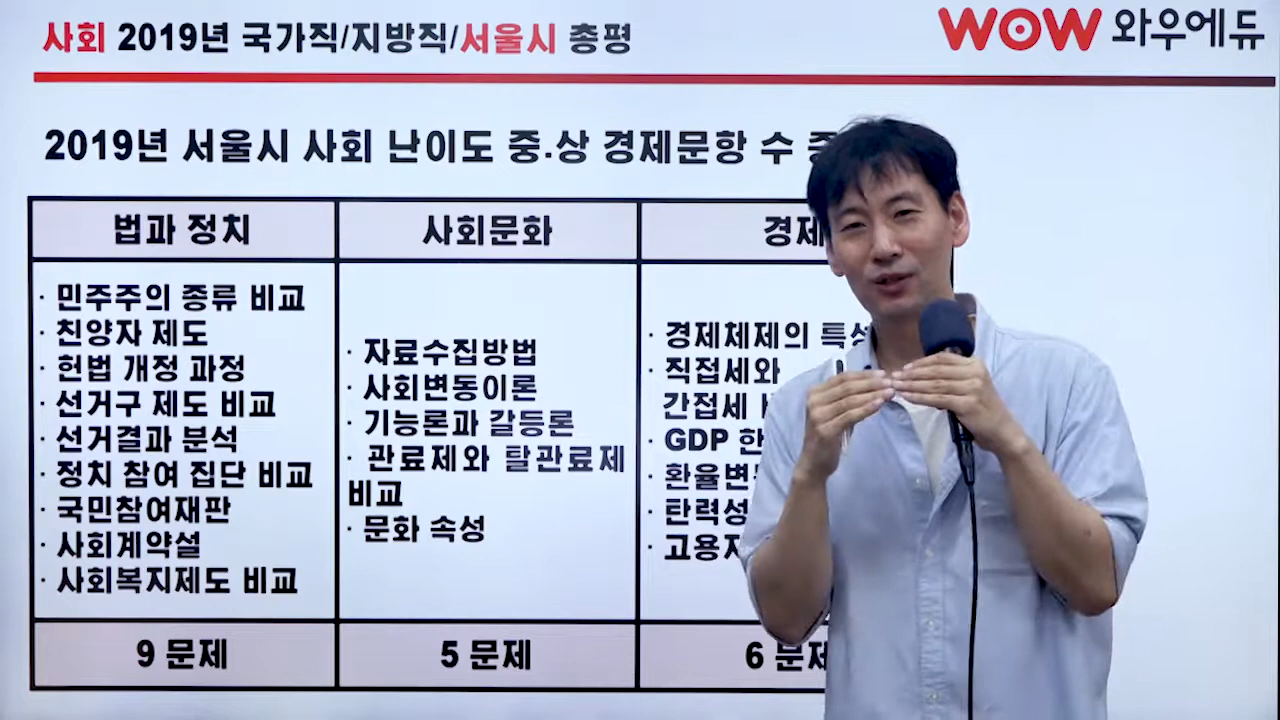 사회 2019년 국가직/지방직/서울시 총평
WOW 와우에듀
2019년 서울시 사회 난이도 중.상 경제문항 수
법과 정치
사회문화
경제
· 민주주의 종류 비교
· 친양자 제도
· 헌법 개정 과정
· 선거구 제도 비교
· 선거결과 분석
· 정치 참여 집단 비교
· 국민참여재판
· 사회계약설
· 사회복지제도 비교
· 자료수집방법
· 사회변동이론
· 기능론과 갈등론
· 관료제와 탈관료제
비교
· 문화 속성
· 경제체제의
· 직접세와
간접세
· GDP
· 환율변
· 탄력성
· 고용
9 문제
5 문제
6 문제